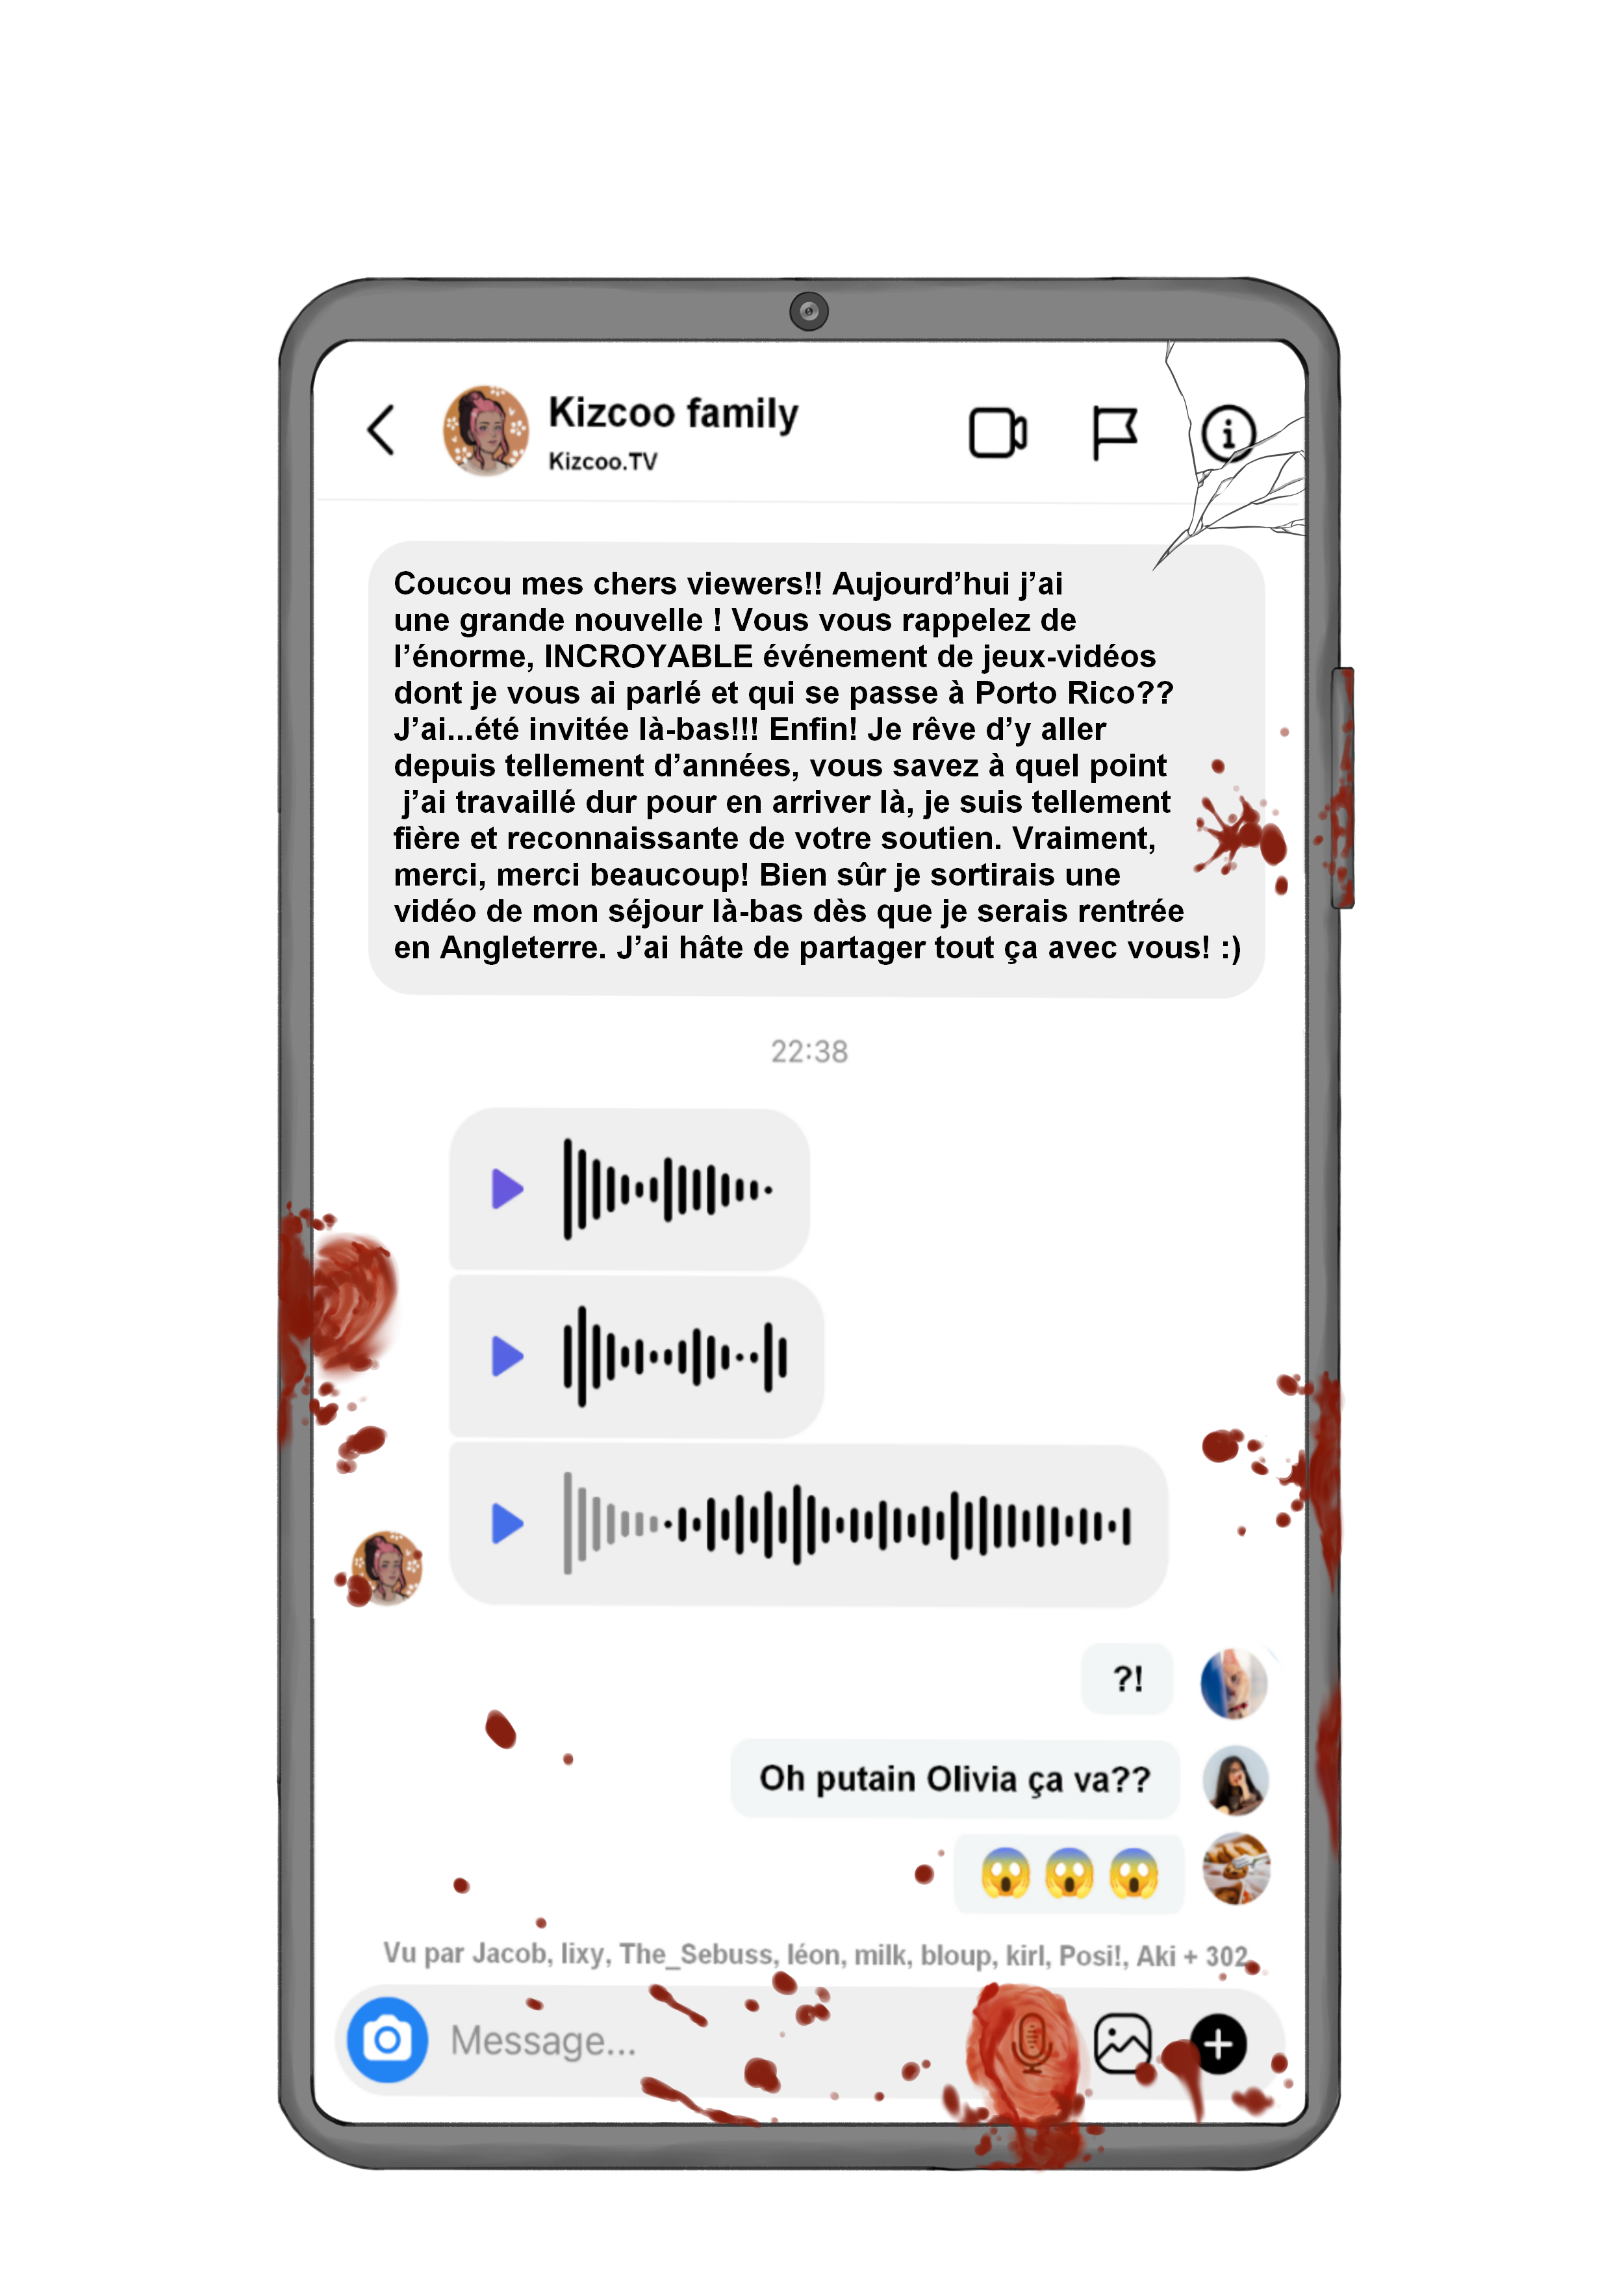 Kizcoo family
Kizcoo.TV
Coucou mes chers viewers!! Aujourd’hui j’ai
une grande nouvelle ! Vous vous rappelez de
l’énorme, INCROYABLE événement de jeux-vidéos
dont je vous ai parlé et qui se passe à Porto Rico??
J’ai...été invitée là-bas!!! Enfin! Je rêve d’y aller
depuis tellement d’années, vous savez à quel point
j’ai travaillé dur pour en arriver là, je suis tellement
fière et reconnaissante de votre soutien. Vraiment,
merci, merci beaucoup! Bien sûr je sortirais une
vidéo de mon séjour là-bas dès que je serais rentrée
en Angleterre. J’ai hâte de partager tout ça avec vous! :)
22:38
?!
Oh putain Olivia ça va??
😱 😱 😱
Vu par Jacob, lixy, The_Sebuss, léon, milk, bloup, kirl, Posi!, Aki + 302
Message...